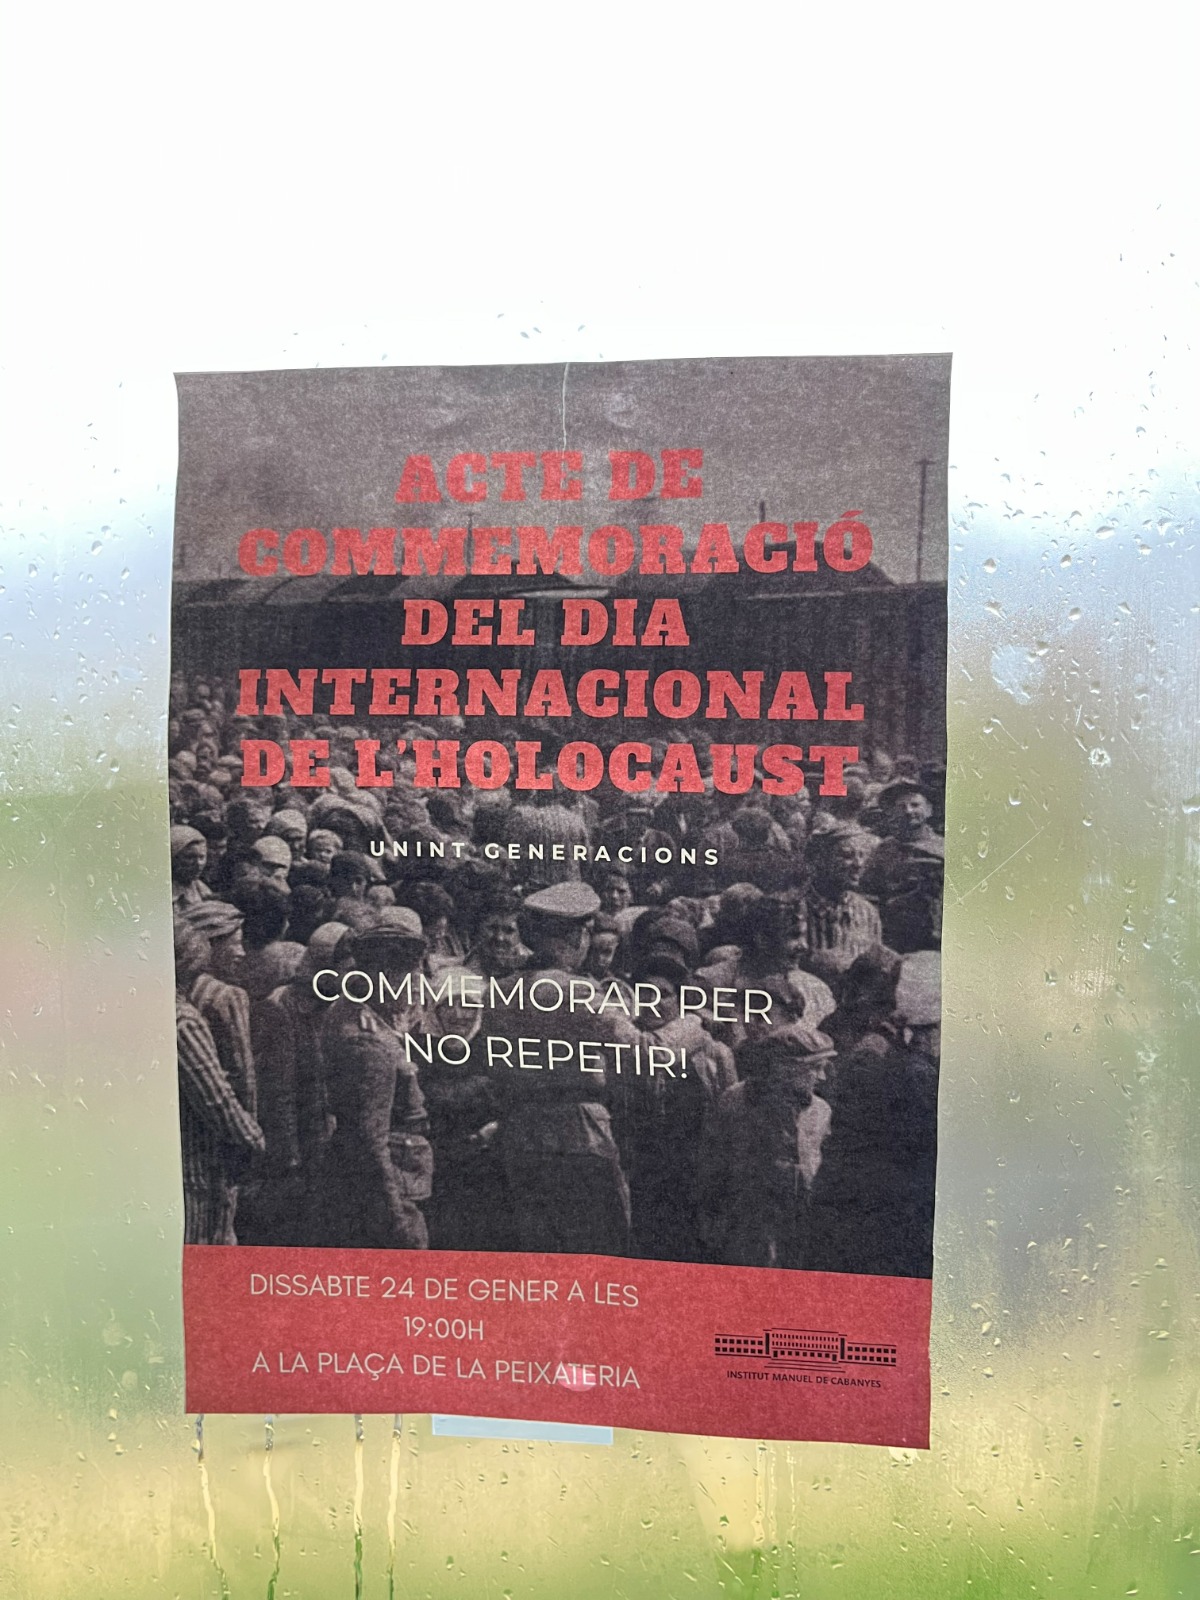 ACTE DE
COMMEMORACIÓ
DEL DIA
INTERNACIONAL
DE L'HOLOCAUST
UNINT GENERACIONS
COMMEMORAR PER
NO REPETIR!
DISSABTE 24 DE GENER A LES
19:00H
A LA PLAÇA DE LA PEIXATERIA
INSTITUT MANUEL DE CABANYES